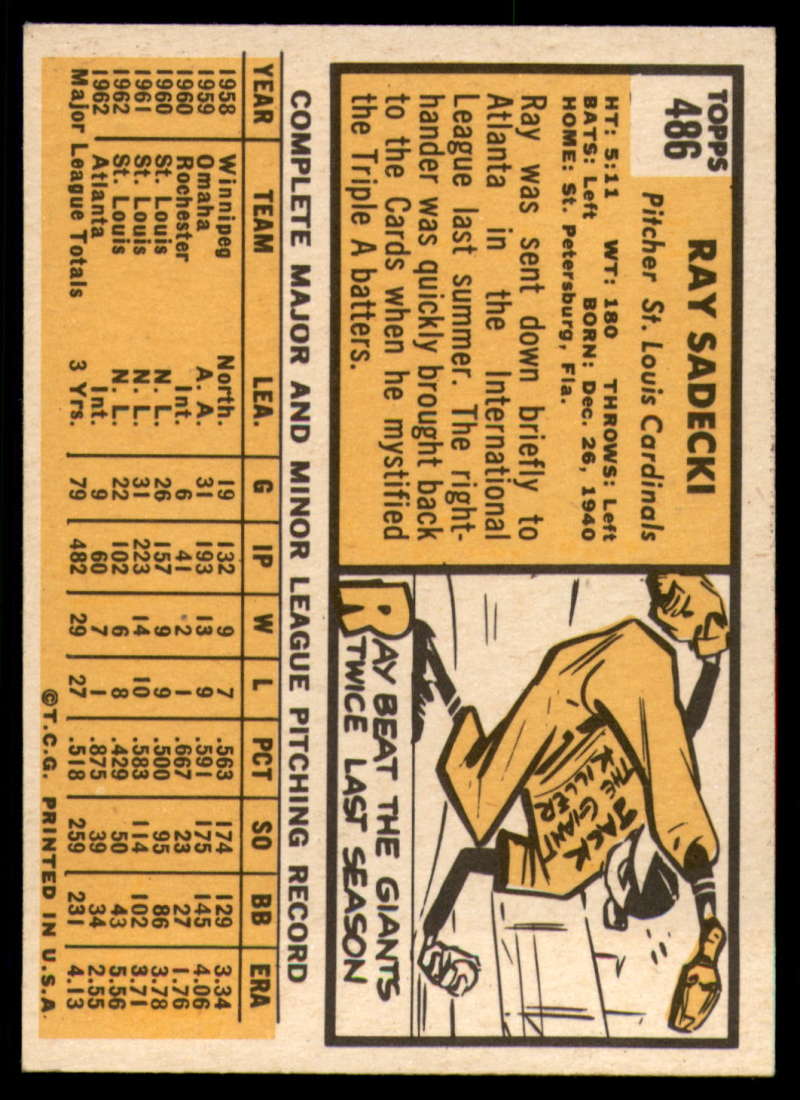 TOPPS
486
RAY SADECKI
Pitcher St. Louis Cardinals
HT: 5:11 WT: 180 THROWS: Left
BATS: Left BORN: Dec. 26, 1940
HOME: St. Petersburg, Fla.
Ray was sent down briefly to
Atlanta in the International
League last summer. The right-
hander was quickly brought back
to the Cards when he mystified
the Triple A batters.
JACK
THE GIANT
KILLER
RAY BEAT THE GIANTS
TWICE LAST SEASON
COMPLETE MAJOR AND MINOR LEAGUE PITCHING RECORD
YEAR TEAM LEA. G IP W L PCT SO BB ERA
1958 Winnipeg North. 19 132 9 7 .563 174 129 3.34
1959 Omaha A. A. 31 193 13 9 .591 175 145 4.06
1960 Rochester Int. 6 41 2 1 .667 23 27 1.76
1960 St. Louis N. L. 26 157 9 9 .500 95 86 3.78
1961 St. Louis N. L. 31 223 14 10 .583 114 102 3.71
1962 St. Louis N. L. 22 102 6 8 .429 50 43 5.56
1962 Atlanta Int. 9 60 7 1 .875 39 34 2.55
Major League Totals 3 Yrs. 79 482 29 27 .518 259 231 4.13
©T.C.G. PRINTED IN U.S.A.